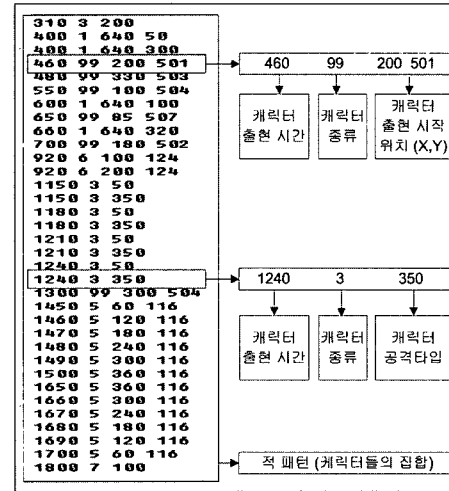 310 3 200
400 1 640 50
400 1 640 300
460 99 200 501
480 99 330 503
550 99 100 504
600 1 640 100
650 99 85 507
660 1 640 320
700 99 180 502
920 6 100 124
920 6 200 124
1150 3 50
1150 3 350
1180 3 50
1180 3 350
1210 3 50
1210 3 350
1240 3 50
1240 3 350
1300 99 300 504
1450 5 60 116
1460 5 120 116
1470 5 180 116
1480 5 240 116
1490 5 300 116
1500 5 360 116
1650 5 360 116
1660 5 300 116
1670 5 240 116
1680 5 180 116
1690 5 120 116
1700 5 60 116
1800 7 100
460 99 200 501
캐릭터
출현 시간
캐릭터
종류
캐릭터
출현 시작
위치 (X,Y)
1240 3 350
캐릭터
출현 시간
캐릭터
종류
캐릭터
공격타입
적 패턴 (케릭터들의 집합)